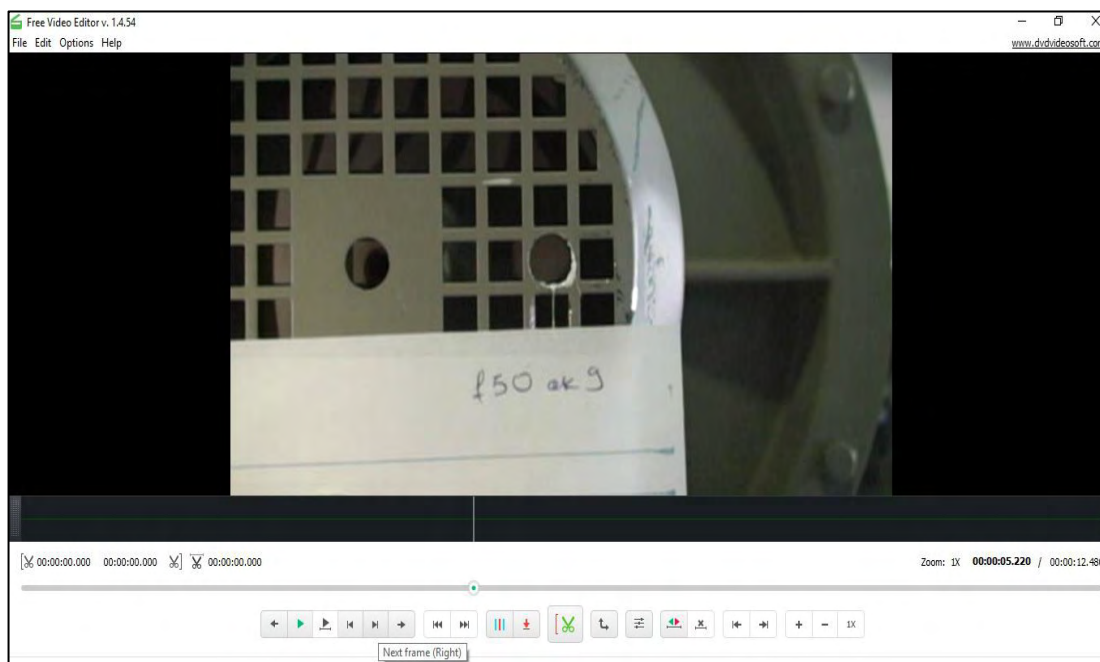 Free Video Editor v. 1.4.54
File Edit Options Help
www.dvdvideosoft.com
f50 ak 9
00:00:00.000 00:00:00.000 00:00:00.000
Zoom: 1X 00:00:05.220 / 00:00:12.480
1X
Next frame (Right)